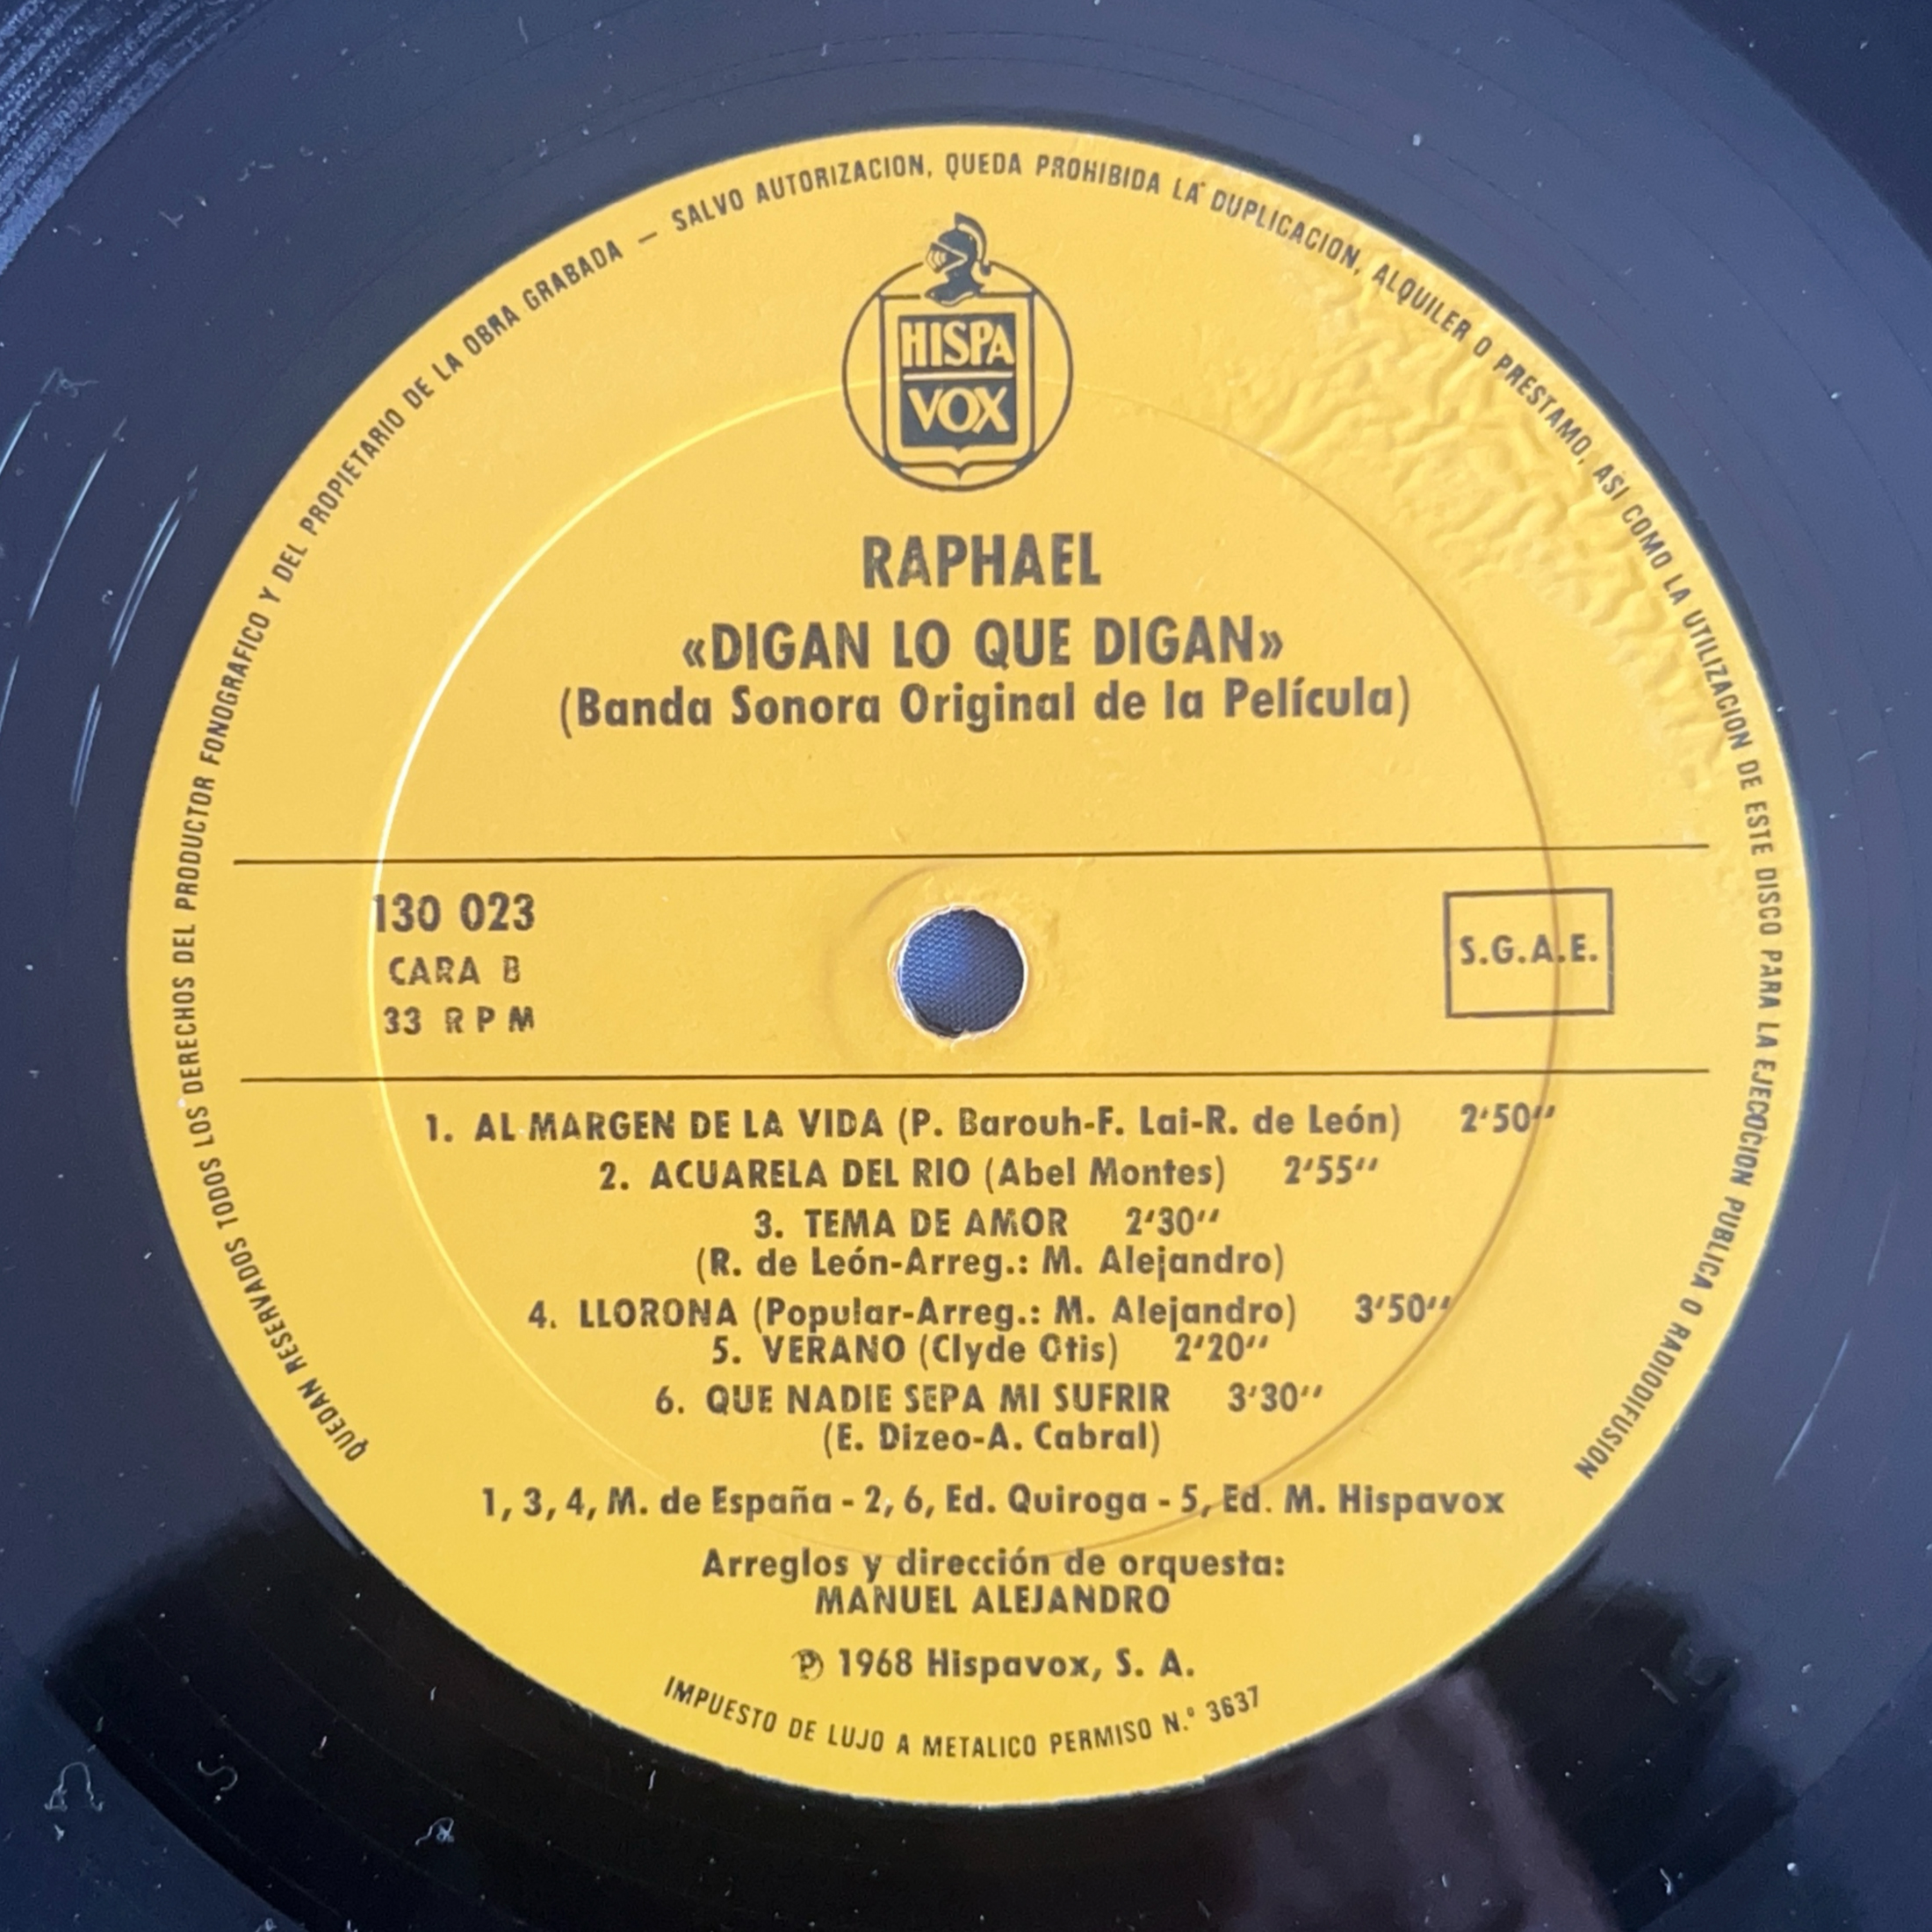 QUEDAN RESERVADOS TODOS LOS DERECHOS DEL PRODUCTOR FONOGRAFICO Y DEL PROPIETARIO DE LA OBRA GRABADA — SALVO AUTORIZACION, QUEDA PROHIBIDA LA DUPLICACION, ALQUILER O PRESTAMO, ASI COMO LA UTILIZACION DE ESTE DISCO PARA LA EJECUCION PUBLICA O RADIODIFUSION
HISPA
VOX
RAPHAEL
«DIGAN LO QUE DIGAN»
(Banda Sonora Original de la Película)
130 023
CARA B
33 RPM
S.G.A.E.
1. AL MARGEN DE LA VIDA (P. Barouh-F. Lai-R. de León) 2'50''
2. ACUARELA DEL RIO (Abel Montes) 2'55''
3. TEMA DE AMOR 2'30''
(R. de León-Arreg.: M. Alejandro)
4. LLORONA (Popular-Arreg.: M. Alejandro) 3'50''
5. VERANO (Clyde Otis) 2'20''
6. QUE NADIE SEPA MI SUFRIR 3'30''
(E. Dizeo-A. Cabral)
1, 3, 4, M. de España - 2, 6, Ed. Quiroga - 5, Ed. M. Hispavox
Arreglos y dirección de orquesta:
MANUEL ALEJANDRO
℗ 1968 Hispavox, S. A.
IMPUESTO DE LUJO A METALICO PERMISO N.º 3637